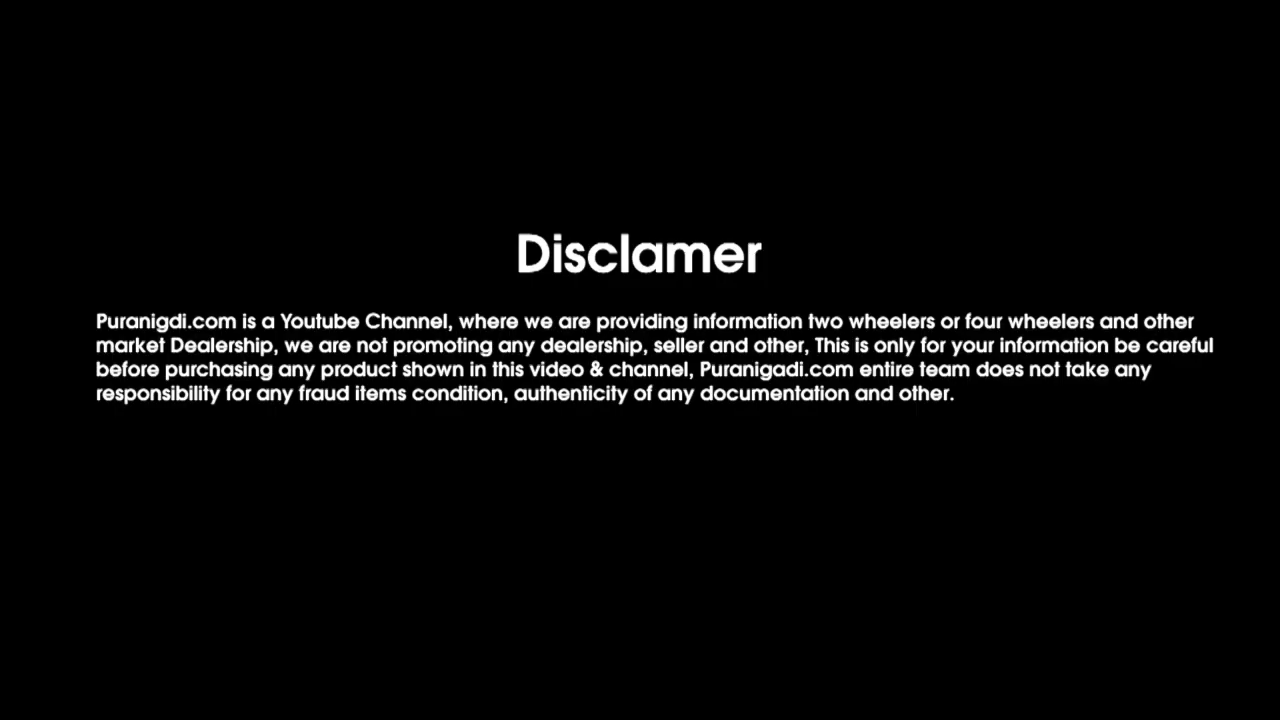 Disclamer
Puranigdi.com is a Youtube Channel, where we are providing information two wheelers or four wheelers and other
market Dealership, we are not promoting any dealership, seller and other, This is only for your information be careful
before purchasing any product shown in this video & channel, Puranigadi.com entire team does not take any
responsibility for any fraud items condition, authenticity of any documentation and other.